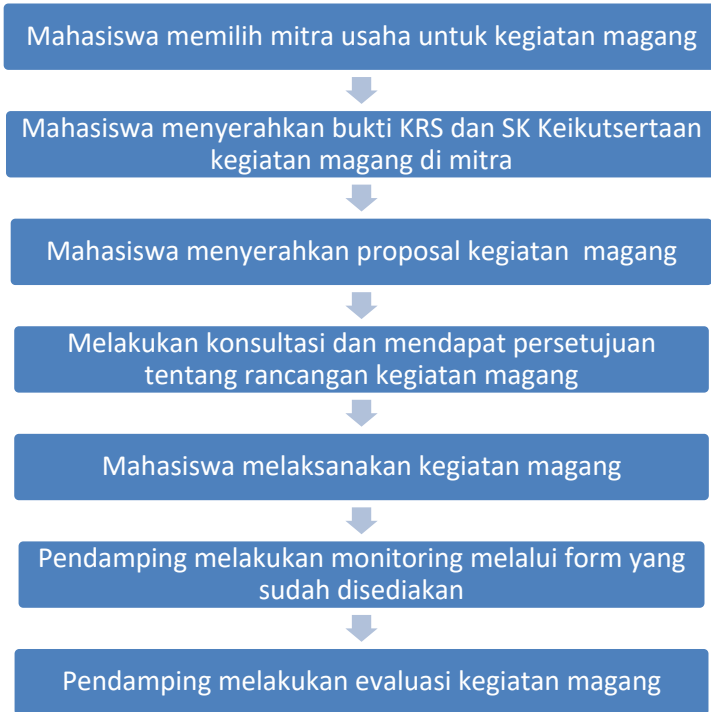 Mahasiswa memilih mitra usaha untuk kegiatan magang
Mahasiswa menyerahkan bukti KRS dan SK Keikutsertaan
kegiatan magang di mitra
Mahasiswa menyerahkan proposal kegiatan  magang
Melakukan konsultasi dan mendapat persetujuan
tentang rancangan kegiatan magang
Mahasiswa melaksanakan kegiatan magang
Pendamping melakukan monitoring melalui form yang
sudah disediakan
Pendamping melakukan evaluasi kegiatan magang